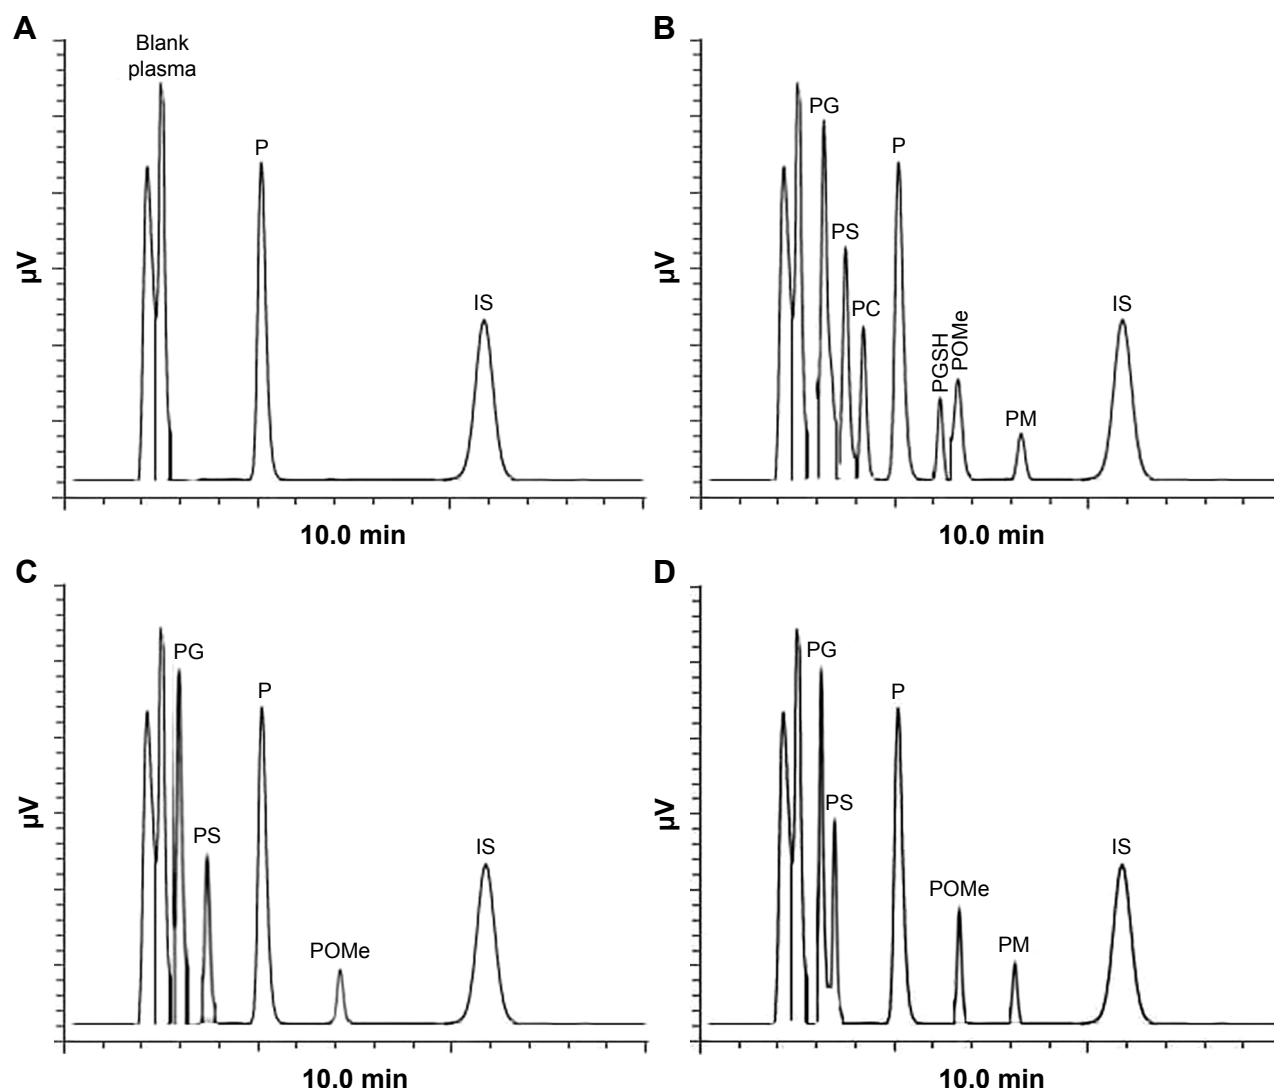 A
Blank
plasma
P
IS
µV
10.0 min
B
PG
PS
PC
P
PGSH
POMe
PM
IS
µV
10.0 min
C
PG
PS
P
POMe
IS
µV
10.0 min
D
PG
PS
P
POMe
PM
IS
µV
10.0 min